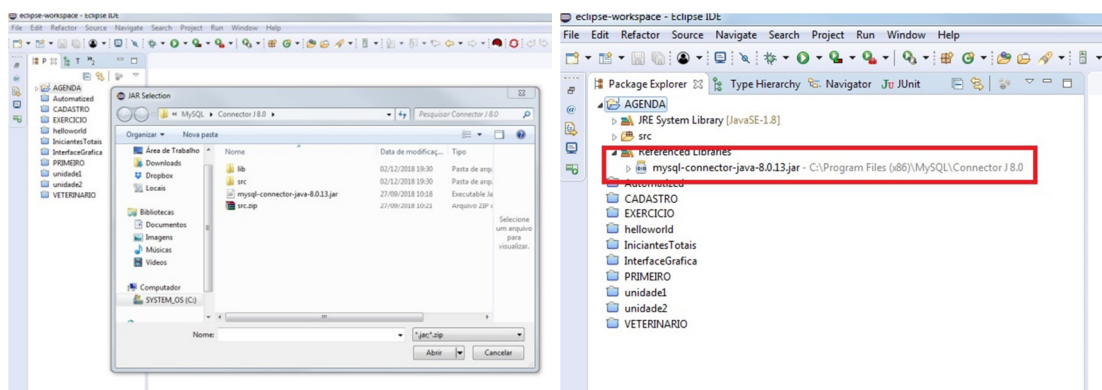 eclipse-workspace - Eclipse IDE
File Edit Refactor Source Navigate Search Project Run Window Help
P T
AGENDA
Automatized
CADASTRO
EXERCICIO
helloworld
IniciantesTotais
InterfaceGrafica
PRIMEIRO
unidade1
unidade2
VETERINARIO
JAR Selection
« MySQL Connector J 8.0
Pesquisar Connector J 8.0
Organizar Nova pasta
Área de Trabalho
Downloads
Dropbox
Locais
Bibliotecas
Documentos
Imagens
Músicas
Vídeos
Computador
SYSTEM_OS (C:)
Nome Data de modificaç... Tipo
lib 02/12/2018 19:30 Pasta de arqu
src 02/12/2018 19:30 Pasta de arqu
mysql-connector-java-8.0.13.jar 27/09/2018 10:18 Executable Ja
src.zip 27/09/2018 10:21 Arquivo ZIP
Selecione
um arquivo
para
visualizar.
Nome: *.jar;*.zip
Abrir Cancelar
eclipse-workspace - Eclipse IDE
File Edit Refactor Source Navigate Search Project Run Window Help
Package Explorer Type Hierarchy Navigator JUnit
AGENDA
JRE System Library [JavaSE-1.8]
src
Referenced Libraries
mysql-connector-java-8.0.13.jar - C:\Program Files (x86)\MySQL\Connector J 8.0
Automatized
CADASTRO
EXERCICIO
helloworld
IniciantesTotais
InterfaceGrafica
PRIMEIRO
unidade1
unidade2
VETERINARIO